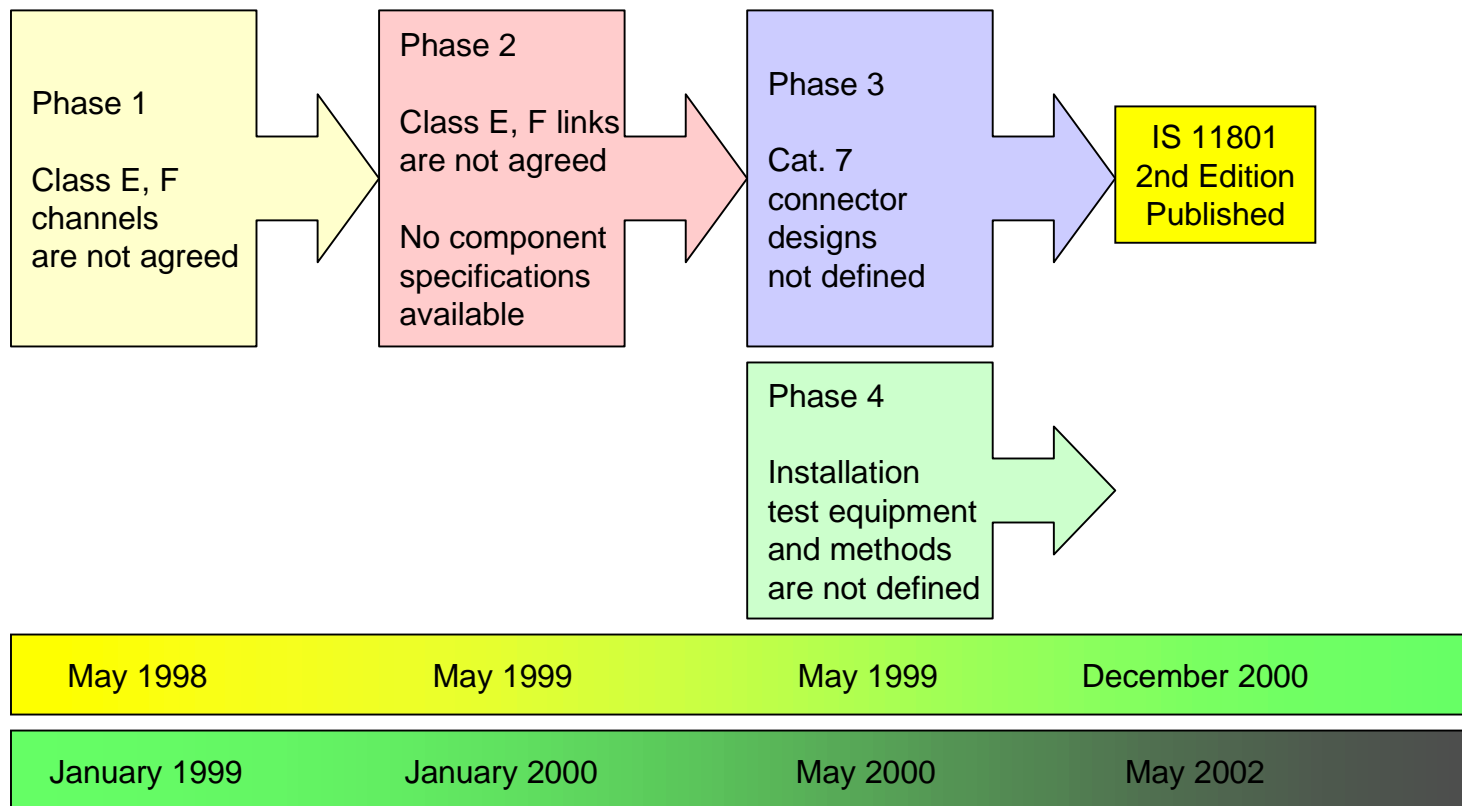 Phase 1
Class E, F
channels
are not agreed
Phase 2
Class E, F links
are not agreed
No component
specifications
available
Phase 3
Cat. 7
connector
designs
not defined
IS 11801
2nd Edition
Published
Phase 4
Installation
test equipment
and methods
are not defined
May 1998
May 1999
May 1999
December 2000
January 1999
January 2000
May 2000
May 2002